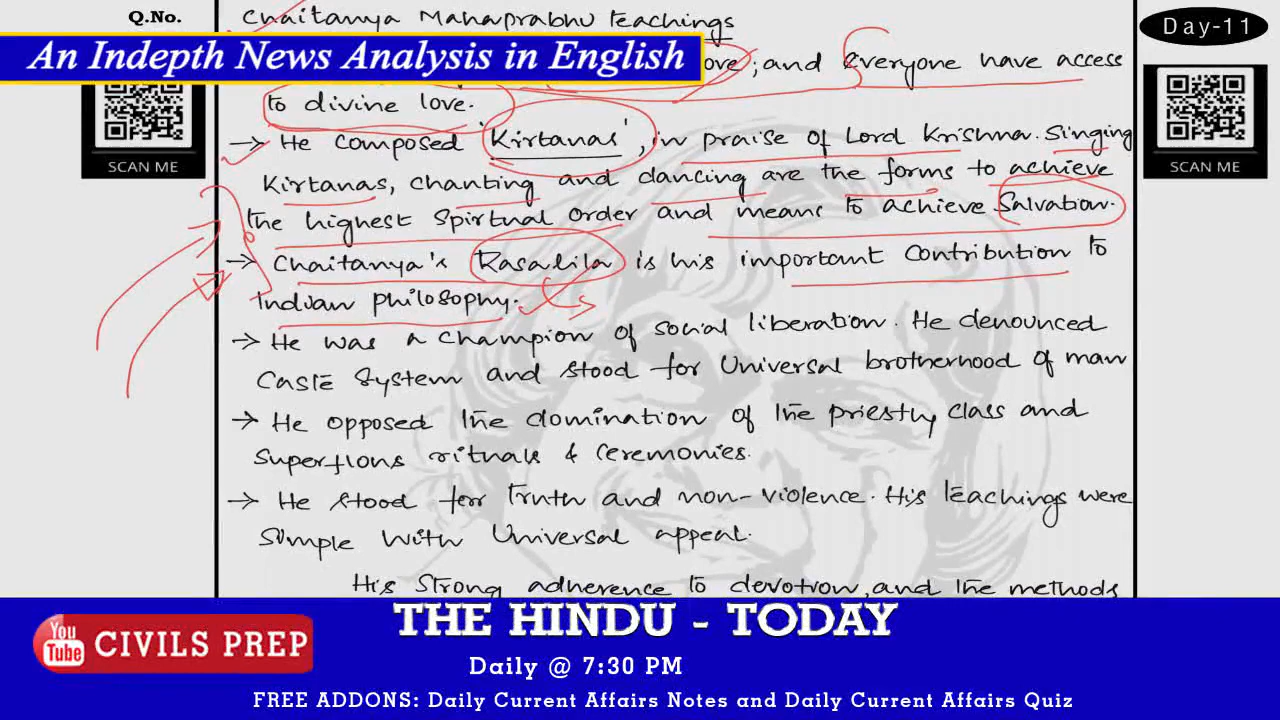 Q.No.
Chaitanya Mahaprabhu teachings
Day-11
An Indepth News Analysis in English
love; and everyone have access
to divine love.
SCAN ME
SCAN ME
→ He composed 'Kirtanas', in praise of Lord Krishna. Singing
Kirtanas, chanting and dancing are the forms to achieve
the highest Spirtual order and means to achieve Salvation.
→ Chaitanya's Rasalila is his important Contribution to
Indian philosophy.
→ He was a champion of social liberation. He denounced
Caste System and stood for Universal brotherhood of man
→ He opposed the domination of the priestly class and
Superflons rituals & ceremonies.
→ He stood for Truth and non-violence. His teachings were
Simple with Universal appeal.
His Strong adherence to devotion, and the methods
THE HINDU - TODAY
You Tube CIVILS PREP
Daily @ 7:30 PM
FREE ADDONS: Daily Current Affairs Notes and Daily Current Affairs Quiz